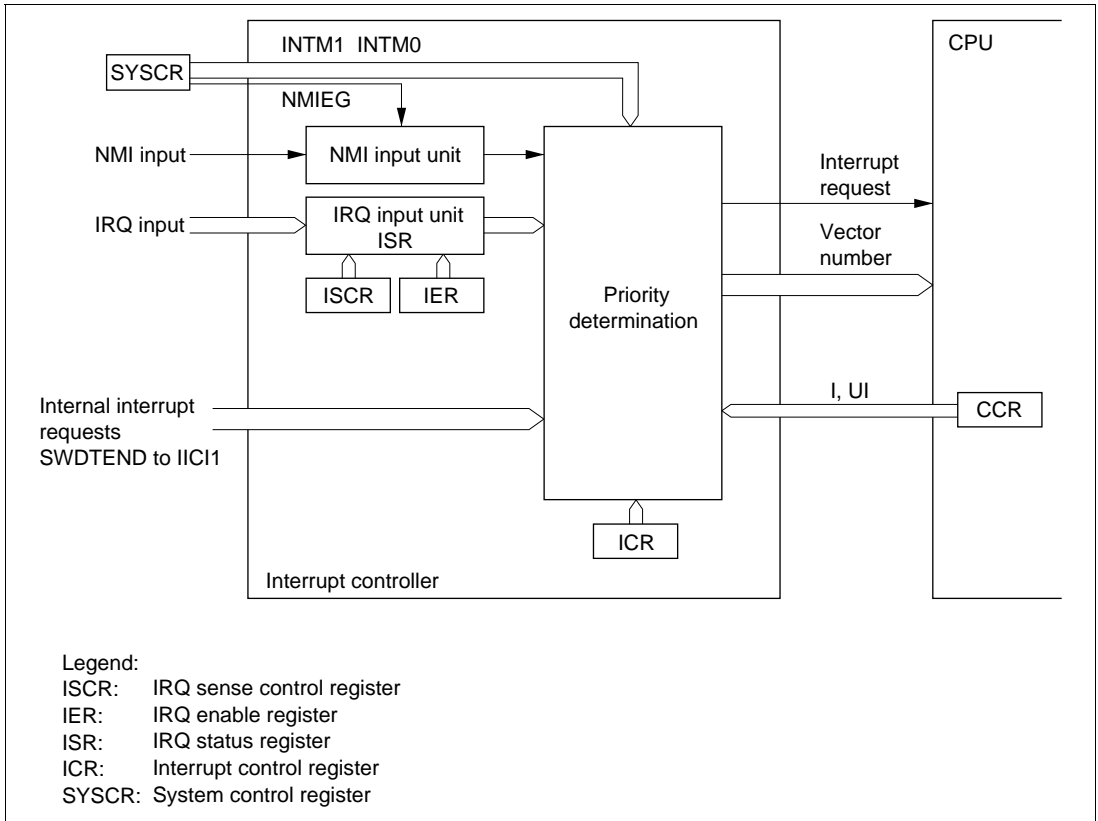 INTM1 INTM0
CPU
SYSCR
NMIEG
NMI input
NMI input unit
Interrupt
request
IRQ input
IRQ input unit
ISR
Vector
number
ISCR
IER
Priority
determination
Internal interrupt
requests
SWDTEND to IICI1
I, UI
CCR
ICR
Interrupt controller
Legend:
ISCR: IRQ sense control register
IER: IRQ enable register
ISR: IRQ status register
ICR: Interrupt control register
SYSCR: System control register